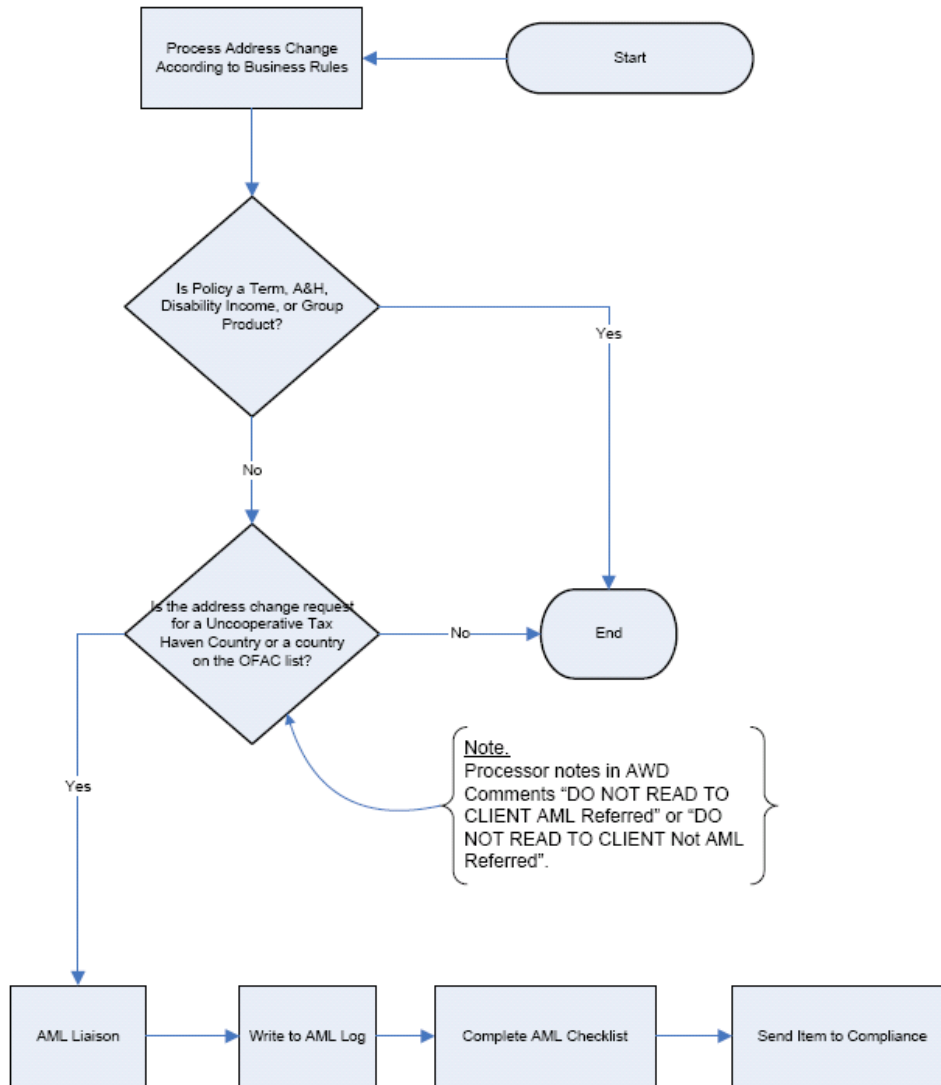 Process Address Change
According to Business Rules
Start
Is Policy a Term, A&H,
Disability Income, or Group
Product?
Yes
No
Is the address change request
for a Uncooperative Tax
Haven Country or a country
on the OFAC list?
No
End
Yes
Note.
Processor notes in AWD
Comments “DO NOT READ TO
CLIENT AML Referred” or “DO
NOT READ TO CLIENT Not AML
Referred”.
AML Liaison
Write to AML Log
Complete AML Checklist
Send Item to Compliance